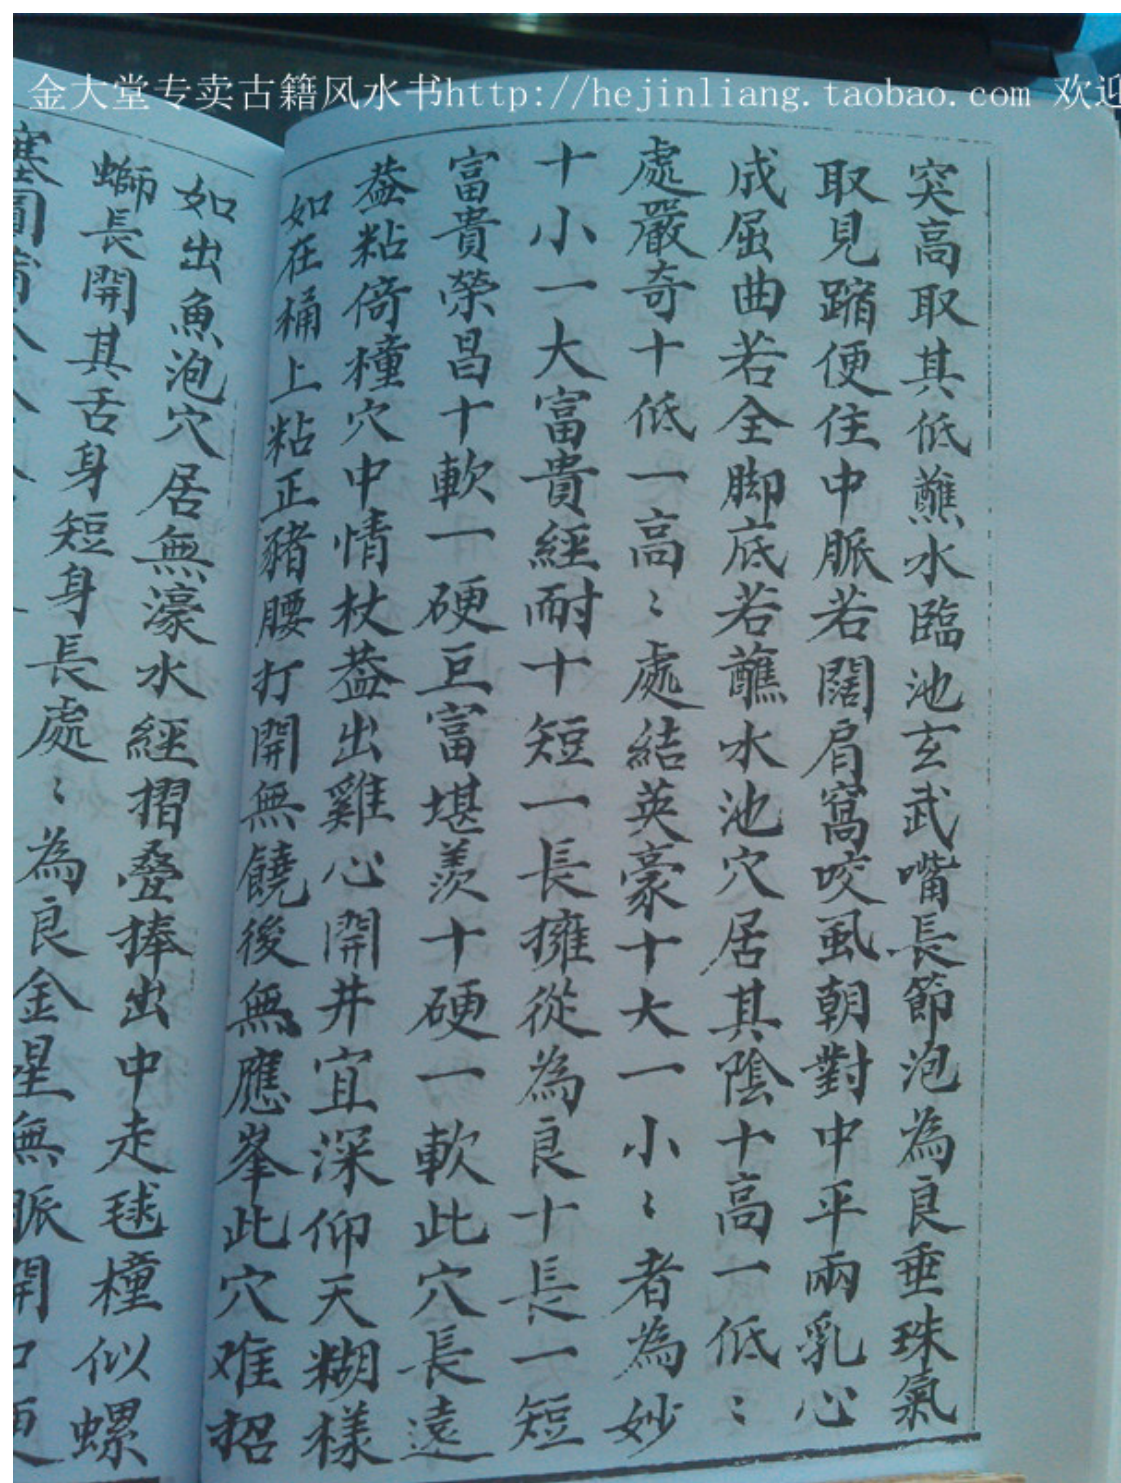 金大堂专卖古籍风水书http://hejinliang.taobao.com 欢迎
突高取其低蘸水臨池玄武嘴長節泡為良垂珠氣
取見蹜便住中脈若闊肩窩咬虱朝對中平兩乳心
成屈曲若全脚底若蘸水池穴居其陰十高一低〻
處嚴奇十低一高〻處結英豪十大一小〻者為妙
十小一大富貴經耐十短一長擁從為良十長一短
富貴榮昌十軟一硬巨富堪羨十硬一軟此穴長遠
葢粘倚橦穴中情杖葢出雞心開井宜深仰天糊樣
如在桶上粘正豬腰打開無饒後無應峯此穴难招
如出魚泡穴居無濠水經摺叠捧出中走毬橦似螺
螄長開其舌身短身長處〻為良金星無脈開口